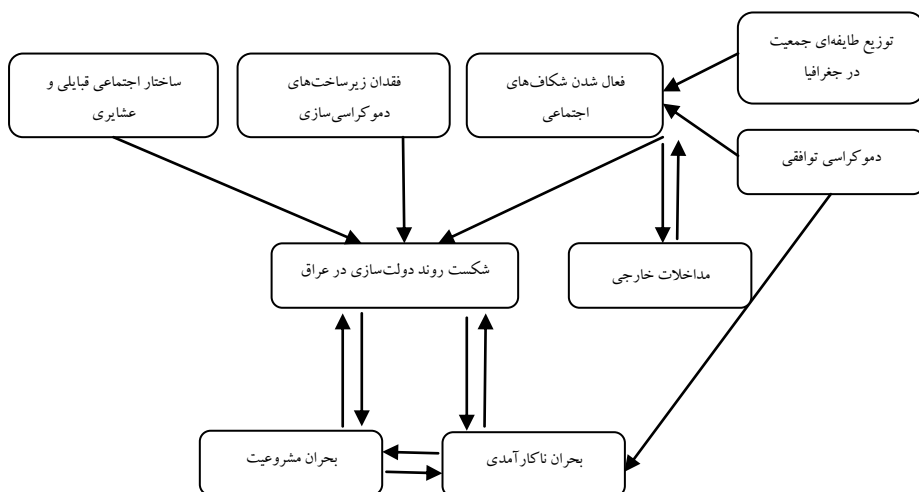 توزیع طایفه‌ای جمعیت
در جغرافیا
فعال شدن شکاف‌های
اجتماعی
فقدان زیرساخت‌های
دموکراسی‌سازی
ساختار اجتماعی قبایلی و
عشایری
دموکراسی توافقی
مداخلات خارجی
شکست روند دولت‌سازی در عراق
بحران ناکارآمدی
بحران مشروعیت